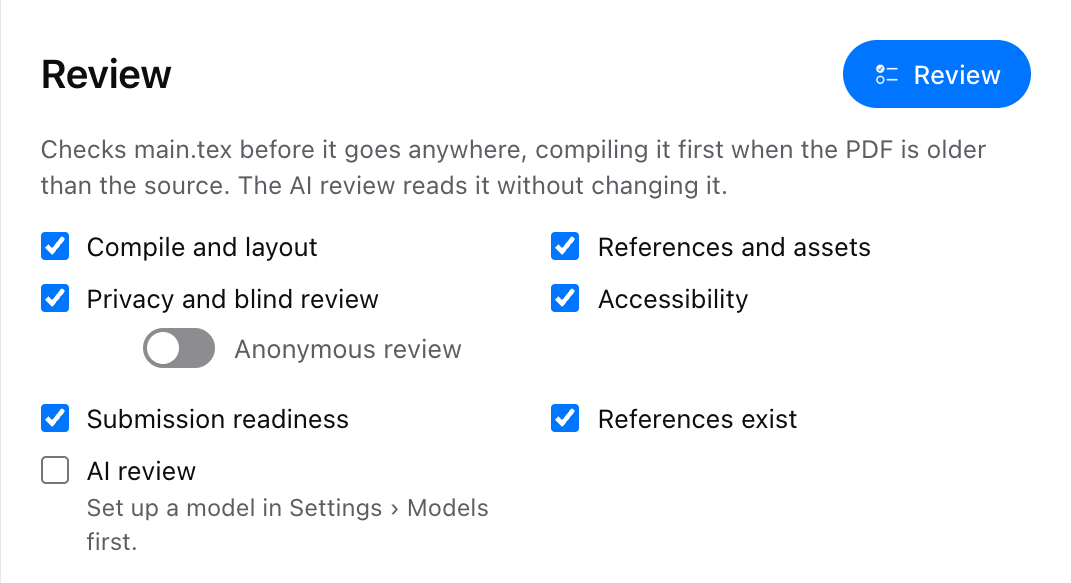 Review
Review
Checks main.tex before it goes anywhere, compiling it first when the PDF is older
than the source. The AI review reads it without changing it.
Compile and layout
References and assets
Privacy and blind review
Accessibility
Anonymous review
Submission readiness
References exist
AI review
Set up a model in Settings › Models
first.